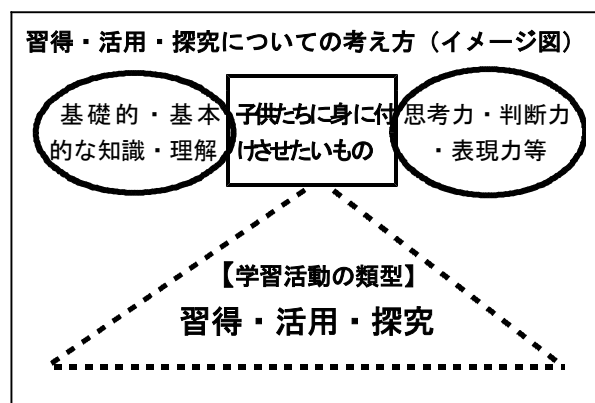 習得・活用・探究についての考え方（イメージ図）
基礎的・基本
的な知識・理解
子供たちに身に付
けさせたいもの
思考力・判断力
・表現力等
【学習活動の類型】
習得・活用・探究